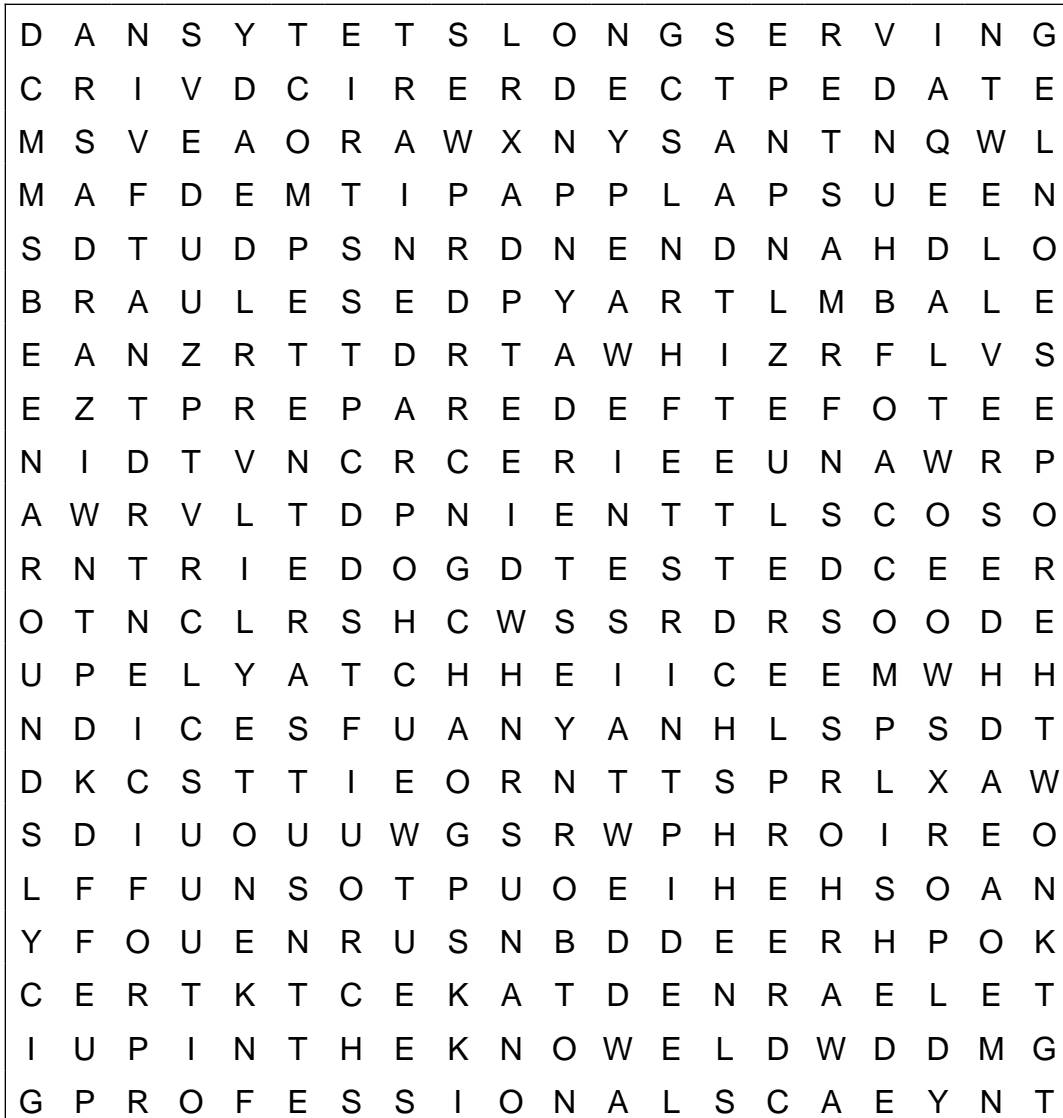 D A N S Y T E T S L O N G S E R V I N G
C R I V D C I R E R D E C T P E D A T E
M S V E A O R A W X N Y S A N T N Q W L
M A F D E M T I P A P P L A P S U E E N
S D T U D P S N R D N E N D N A H D L O
B R A U L E S E D P Y A R T L M B A L E
E A N Z R T T D R T A W H I Z R F L V S
E Z T P R E P A R E D E F T E F O T E E
N I D T V N C R C E R I E E U N A W R P
A W R V L T D P N I E N T T L S C O S O
R N T R I E D O G D T E S T E D C E E R
O T N C L R S H C W S S R D R S O O D E
U P E L Y A T C H H E I I C E E M W H H
N D I C E S F U A N Y A N H L S P S D T
D K C S T T I E O R N T T S P R L X A W
S D I U O U U W G S R W P H R O I R E O
L F F U N S O T P U O E I H E H S O A N
Y F O U E N R U S N B D D E E R H P O K
C E R T K T C E K A T D E N R A E L E T
I U P I N T H E K N O W E L D W D D M G
G P R O F E S S I O N A L S C A E Y N T